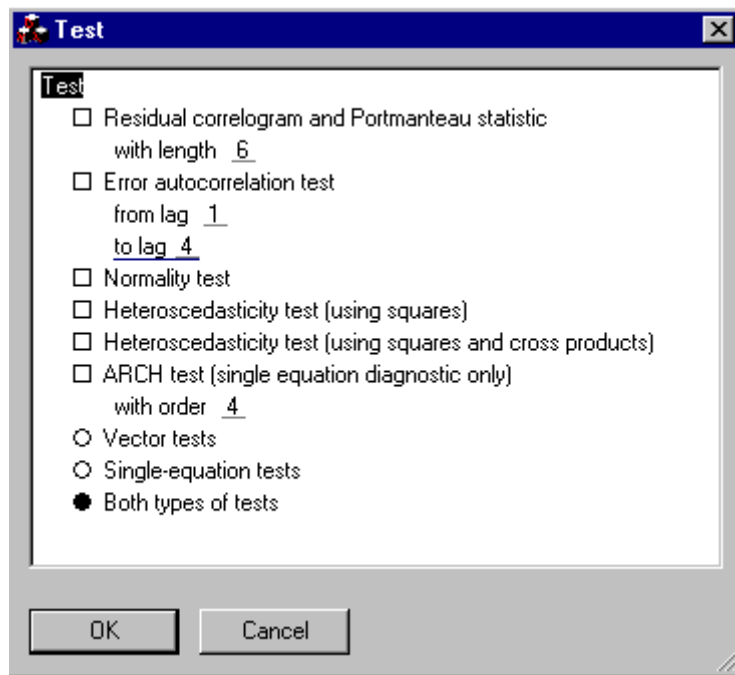 Test
Test
Residual correlogram and Portmanteau statistic
with length 6
Error autocorrelation test
from lag 1
to lag 4
Normality test
Heteroscedasticity test (using squares)
Heteroscedasticity test (using squares and cross products)
ARCH test (single equation diagnostic only)
with order 4
Vector tests
Single-equation tests
Both types of tests
OK Cancel